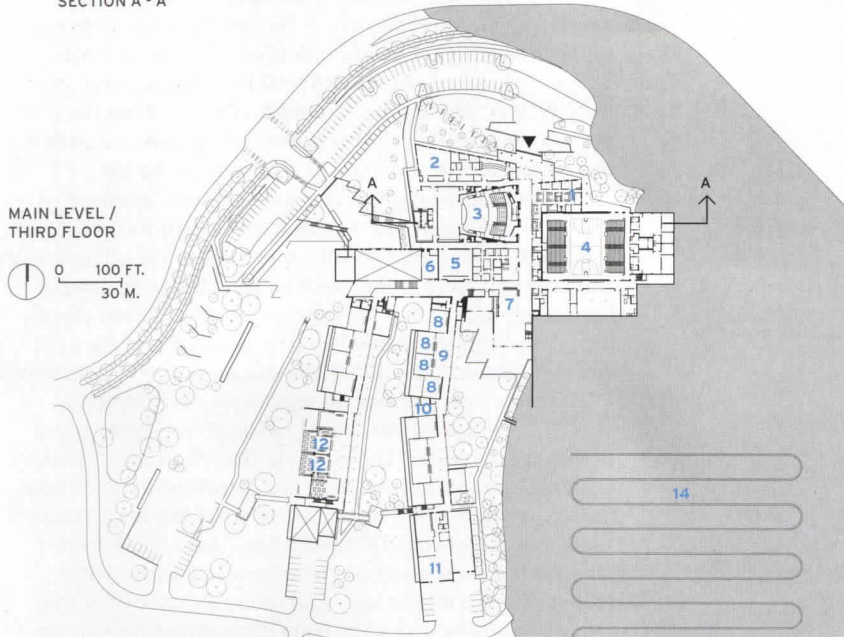 SECTION A - A
1
2
A
A
3
4
MAIN LEVEL /
THIRD FLOOR
6
5
0 100 FT.
30 M.
7
8
8
9
8
8
10
12
12
14
11